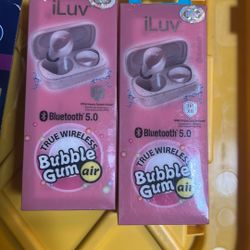 iLuv
Bluetooth® 5.0
TRUE WIRELESS
Bubble
Gum air
iLuv
Bluetooth® 5.0
TRUE WIRELESS
Bubble
Gum air